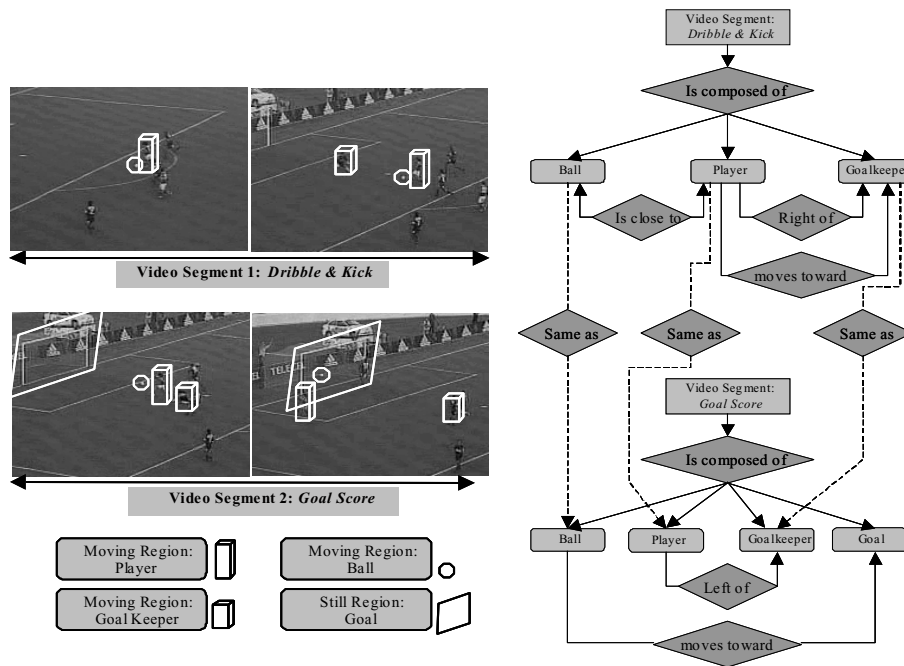 Video Segment 1: Dribble & Kick
TELECEL
Video Segment 2: Goal Score
Moving Region:
Player
Moving Region:
Ball
Moving Region:
Goal Keeper
Still Region:
Goal
Video Segment:
Dribble & Kick
Is composed of
Ball
Player
Goalkeeper
Is close to
Right of
moves toward
Same as
Same as
Same as
Video Segment:
Goal Score
Is composed of
Ball
Player
Goalkeeper
Goal
Left of
moves toward